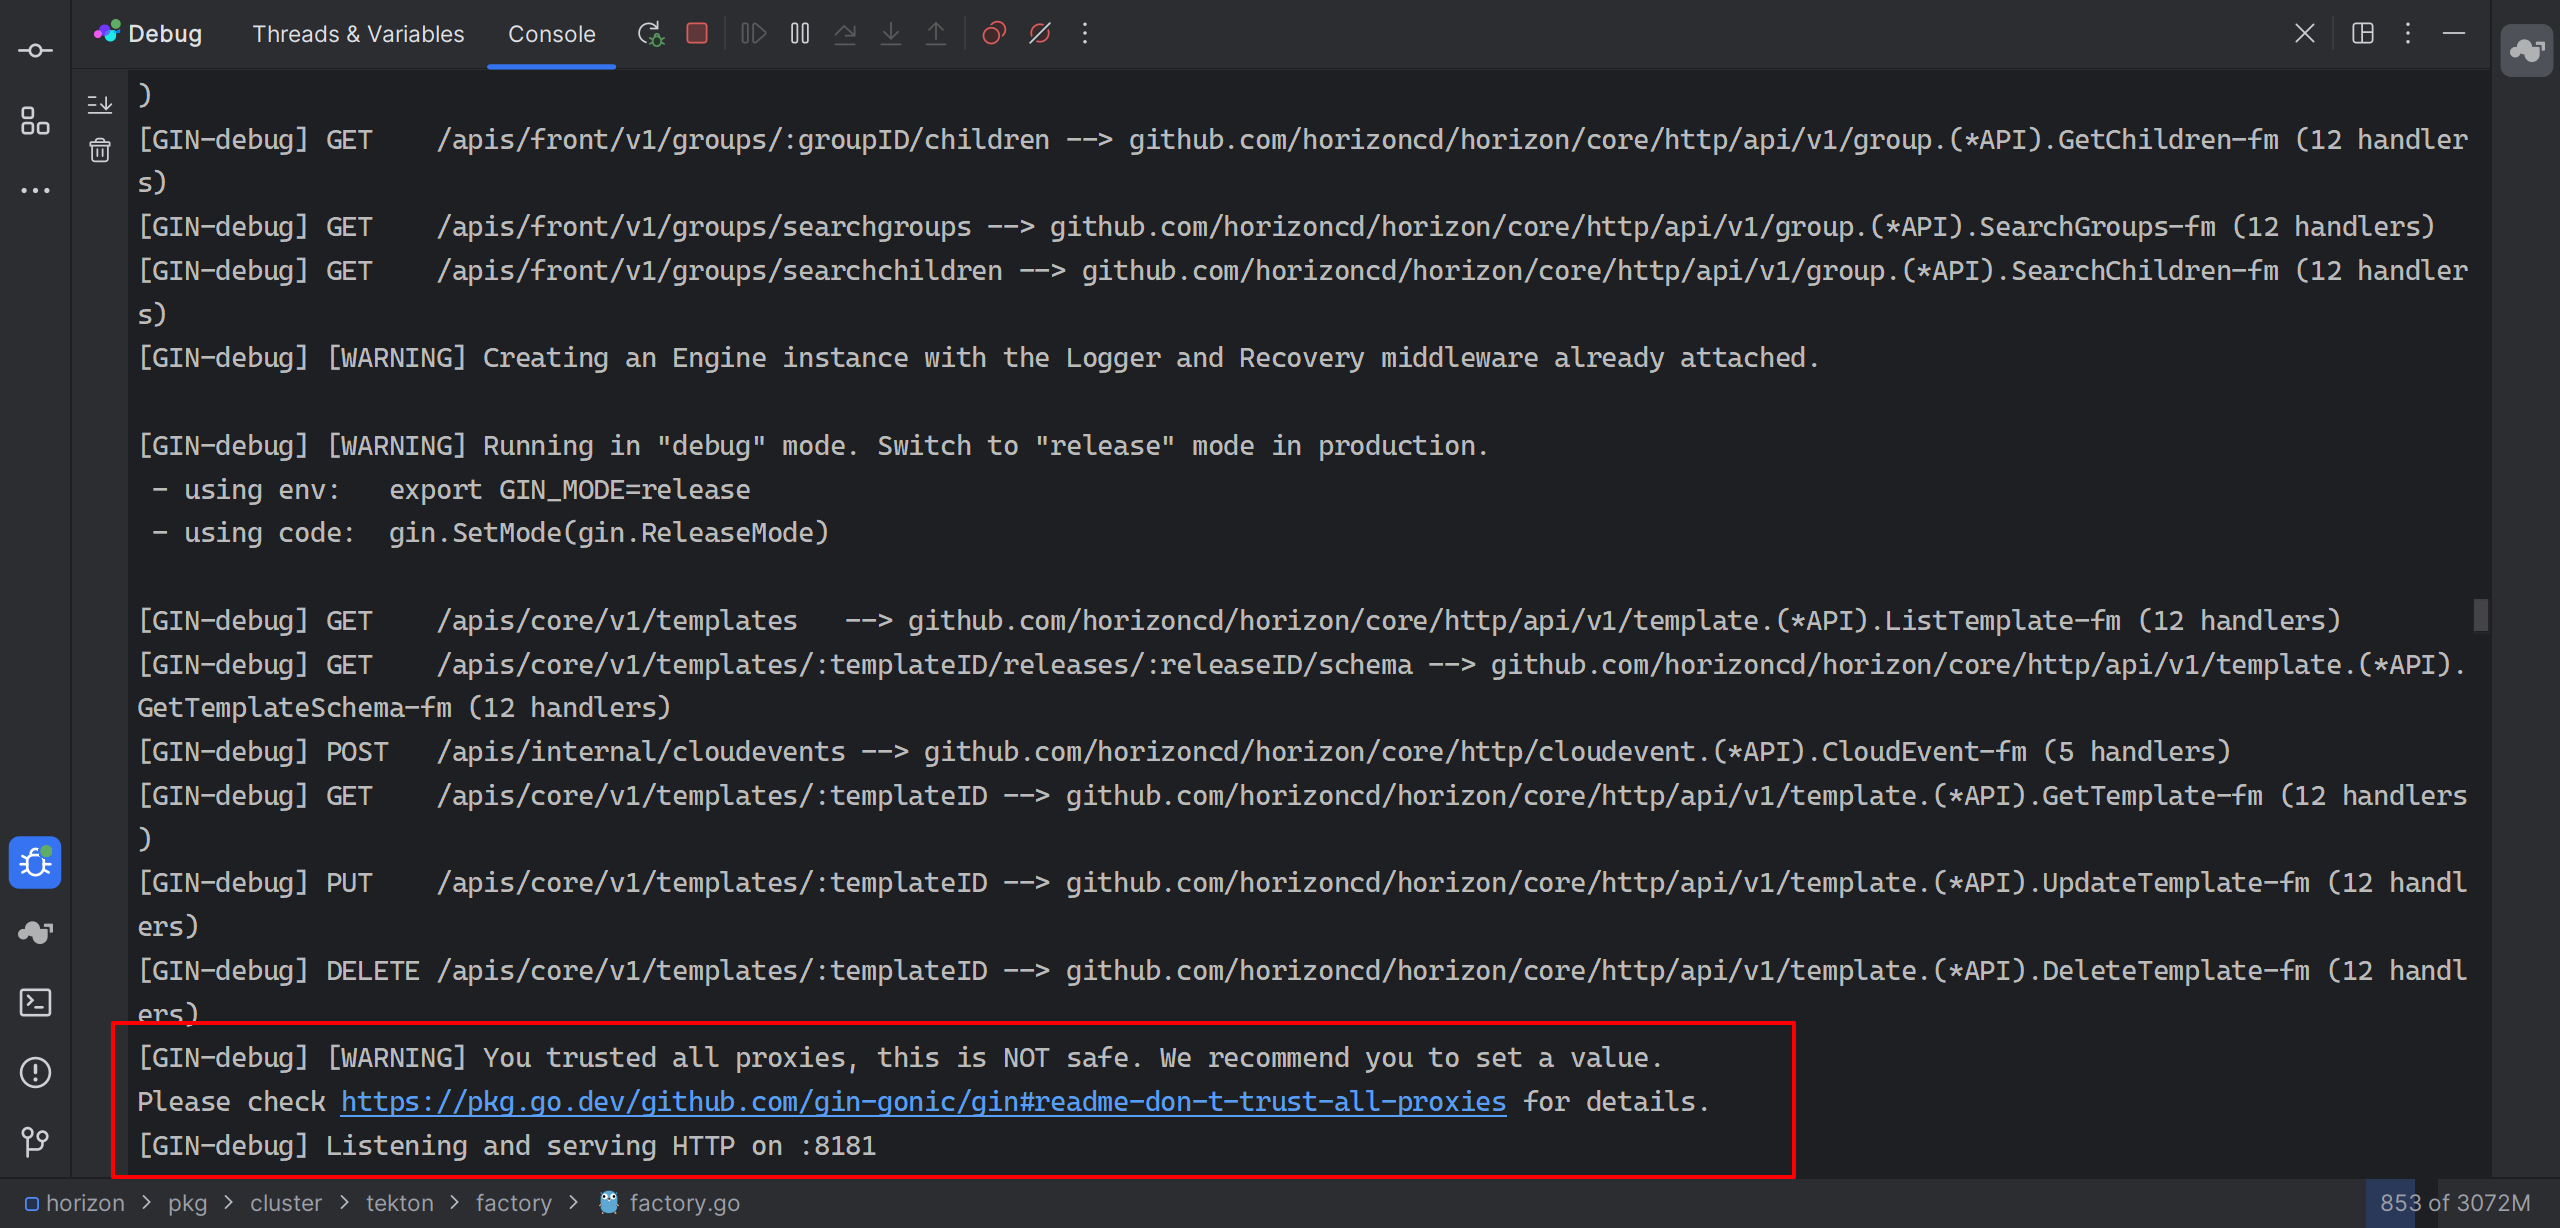 Debug Threads & Variables Console
)
[GIN-debug] GET    /apis/front/v1/groups/:groupID/children --> github.com/horizoncd/horizon/core/http/api/v1/group.(*API).GetChildren-fm (12 handler
s)
[GIN-debug] GET    /apis/front/v1/groups/searchgroups --> github.com/horizoncd/horizon/core/http/api/v1/group.(*API).SearchGroups-fm (12 handlers)
[GIN-debug] GET    /apis/front/v1/groups/searchchildren --> github.com/horizoncd/horizon/core/http/api/v1/group.(*API).SearchChildren-fm (12 handler
s)
[GIN-debug] [WARNING] Creating an Engine instance with the Logger and Recovery middleware already attached.
[GIN-debug] [WARNING] Running in "debug" mode. Switch to "release" mode in production.
 - using env:   export GIN_MODE=release
 - using code:  gin.SetMode(gin.ReleaseMode)
[GIN-debug] GET    /apis/core/v1/templates   --> github.com/horizoncd/horizon/core/http/api/v1/template.(*API).ListTemplate-fm (12 handlers)
[GIN-debug] GET    /apis/core/v1/templates/:templateID/releases/:releaseID/schema --> github.com/horizoncd/horizon/core/http/api/v1/template.(*API).
GetTemplateSchema-fm (12 handlers)
[GIN-debug] POST   /apis/internal/cloudevents --> github.com/horizoncd/horizon/core/http/cloudevent.(*API).CloudEvent-fm (5 handlers)
[GIN-debug] GET    /apis/core/v1/templates/:templateID --> github.com/horizoncd/horizon/core/http/api/v1/template.(*API).GetTemplate-fm (12 handlers
)
[GIN-debug] PUT    /apis/core/v1/templates/:templateID --> github.com/horizoncd/horizon/core/http/api/v1/template.(*API).UpdateTemplate-fm (12 handl
ers)
[GIN-debug] DELETE /apis/core/v1/templates/:templateID --> github.com/horizoncd/horizon/core/http/api/v1/template.(*API).DeleteTemplate-fm (12 handl
ers)
[GIN-debug] [WARNING] You trusted all proxies, this is NOT safe. We recommend you to set a value.
Please check https://pkg.go.dev/github.com/gin-gonic/gin#readme-don-t-trust-all-proxies for details.
[GIN-debug] Listening and serving HTTP on :8181
horizon > pkg > cluster > tekton > factory > factory.go 853 of 3072M